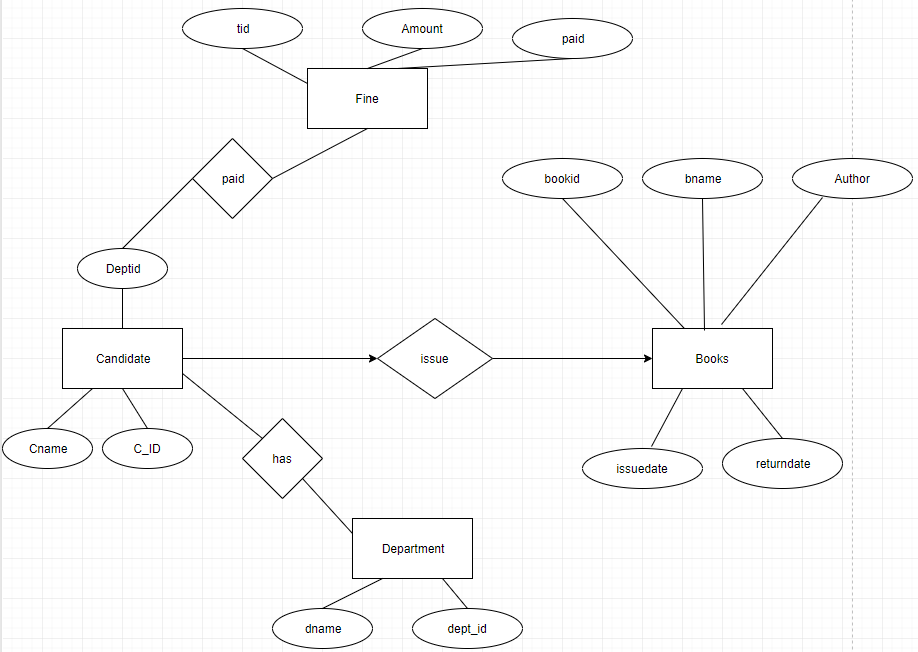 tid
Amount
paid
Fine
paid
bookid
bname
Author
Deptid
Candidate
issue
Books
Cname
C_ID
has
issuedate
returndate
Department
dname
dept_id